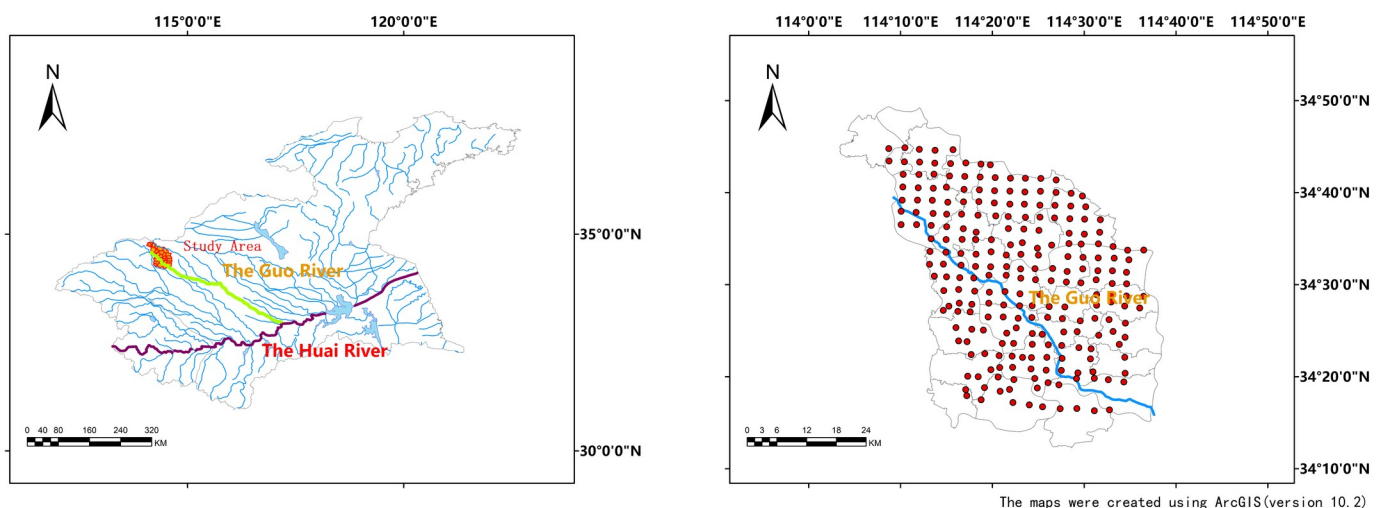 115°0'0"E 120°0'0"E
N
Study Area
The Guo River
The Huai River
35°0'0"N
30°0'0"N
0 40 80 160 240 320
KM
114°0'0"E 114°10'0"E 114°20'0"E 114°30'0"E 114°40'0"E 114°50'0"E
N
34°50'0"N
34°40'0"N
34°30'0"N
The Guo River
34°20'0"N
34°10'0"N
0 3 6 12 18 24
KM
The maps were created using ArcGIS(version 10.2)